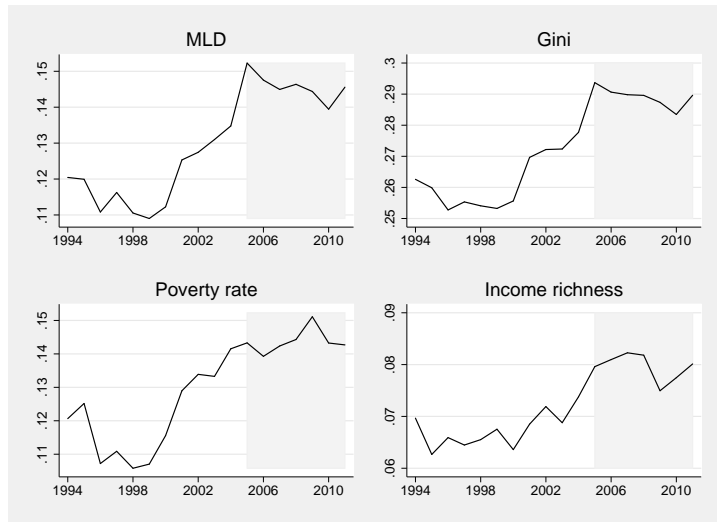 MLD
.15
.14
.13
.12
.11
1994 1998 2002 2006 2010
Gini
.3
.29
.28
.27
.26
.25
1994 1998 2002 2006 2010
Poverty rate
.15
.14
.13
.12
.11
1994 1998 2002 2006 2010
Income richness
.09
.08
.07
.06
1994 1998 2002 2006 2010